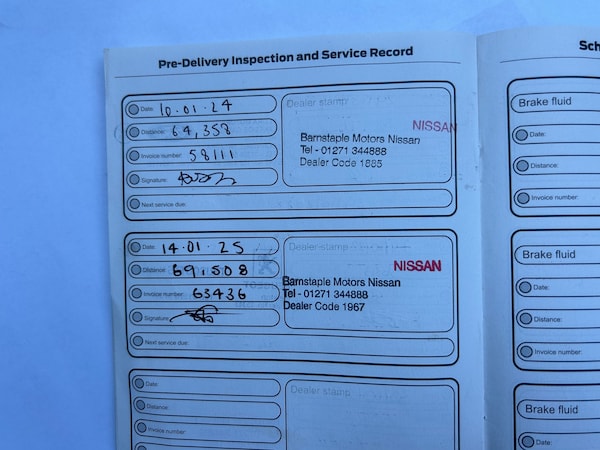 Pre-Delivery Inspection and Service Record
Date: 10.01.24
Distance: 64,358
Invoice number: 58111
Signature:
Next service due:
Dealer stamp
NISSAN
Barnstaple Motors Nissan
Tel - 01271 344888
Dealer Code 1885
Date: 14.01.25
Distance: 69,508
Invoice number: 63436
Signature:
Next service due:
Dealer stamp
NISSAN
Barnstaple Motors Nissan
Tel - 01271 344888
Dealer Code 1967
Date:
Distance:
Invoice number:
Signature:
Dealer stamp
Sch
Brake fluid
Date:
Distance:
Invoice number:
Brake fluid
Date:
Distance:
Invoice number:
Brake fluid
Date: